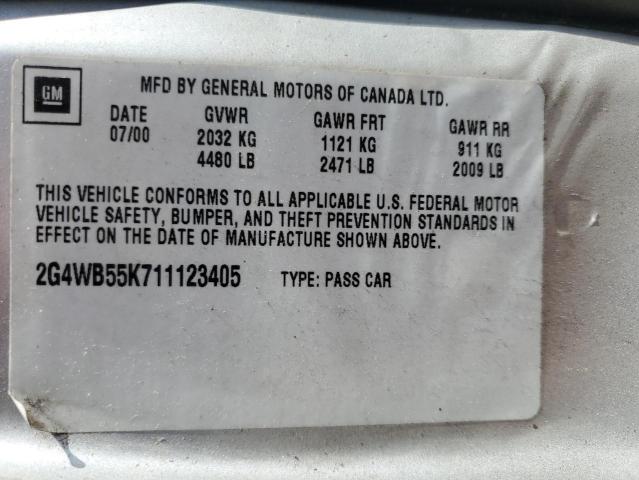 GM
MFD BY GENERAL MOTORS OF CANADA LTD.
DATE GVWR GAWR FRT GAWR RR
07/00 2032 KG 1121 KG 911 KG
4480 LB 2471 LB 2009 LB
THIS VEHICLE CONFORMS TO ALL APPLICABLE U.S. FEDERAL MOTOR
VEHICLE SAFETY, BUMPER, AND THEFT PREVENTION STANDARDS IN
EFFECT ON THE DATE OF MANUFACTURE SHOWN ABOVE.
2G4WB55K711123405 TYPE: PASS CAR